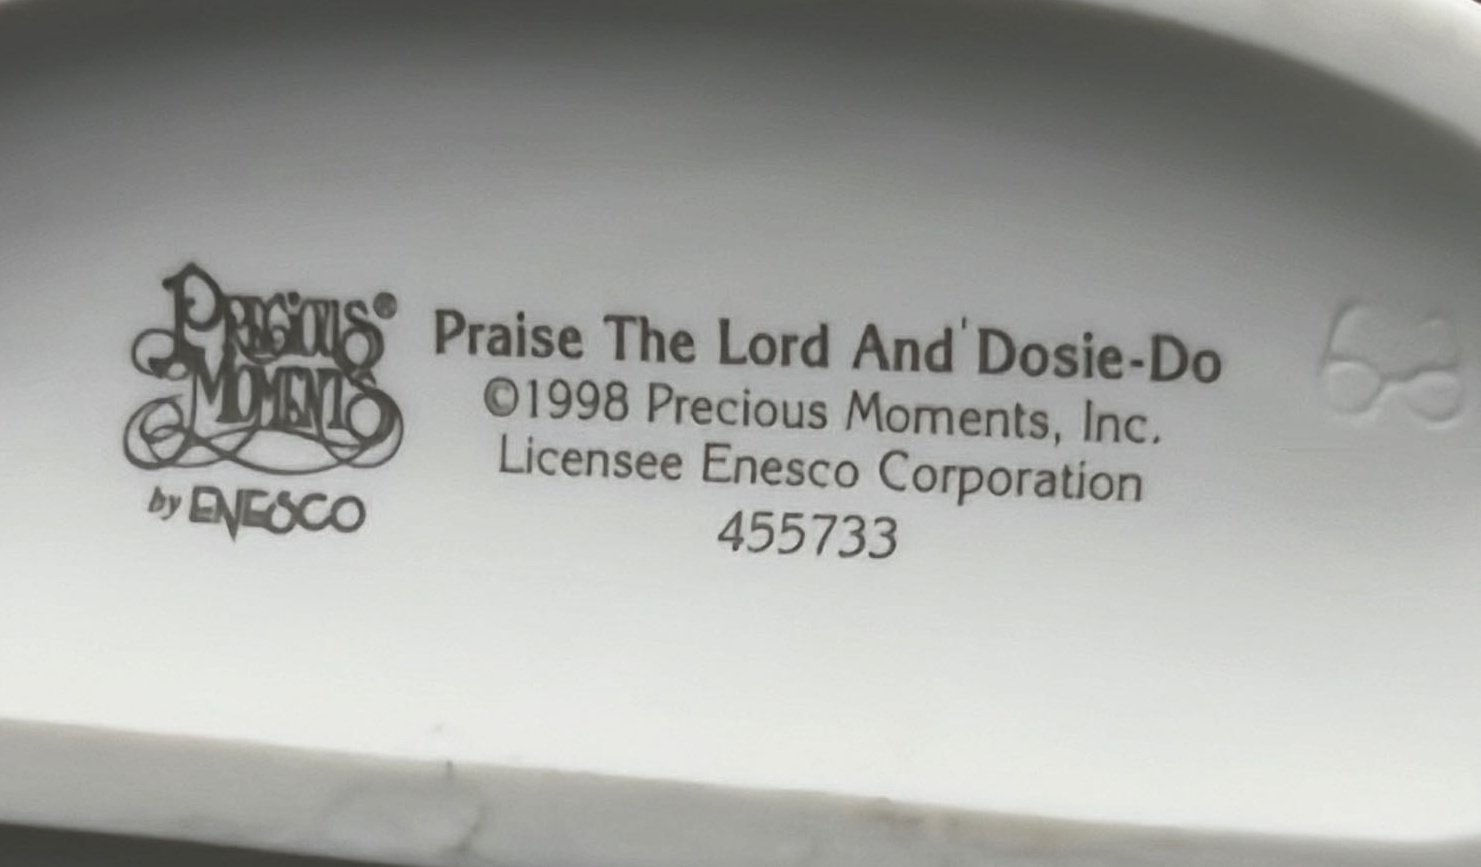 Precious
Moments®
by ENESCO
Praise The Lord And' Dosie-Do
©1998 Precious Moments, Inc.
Licensee Enesco Corporation
455733